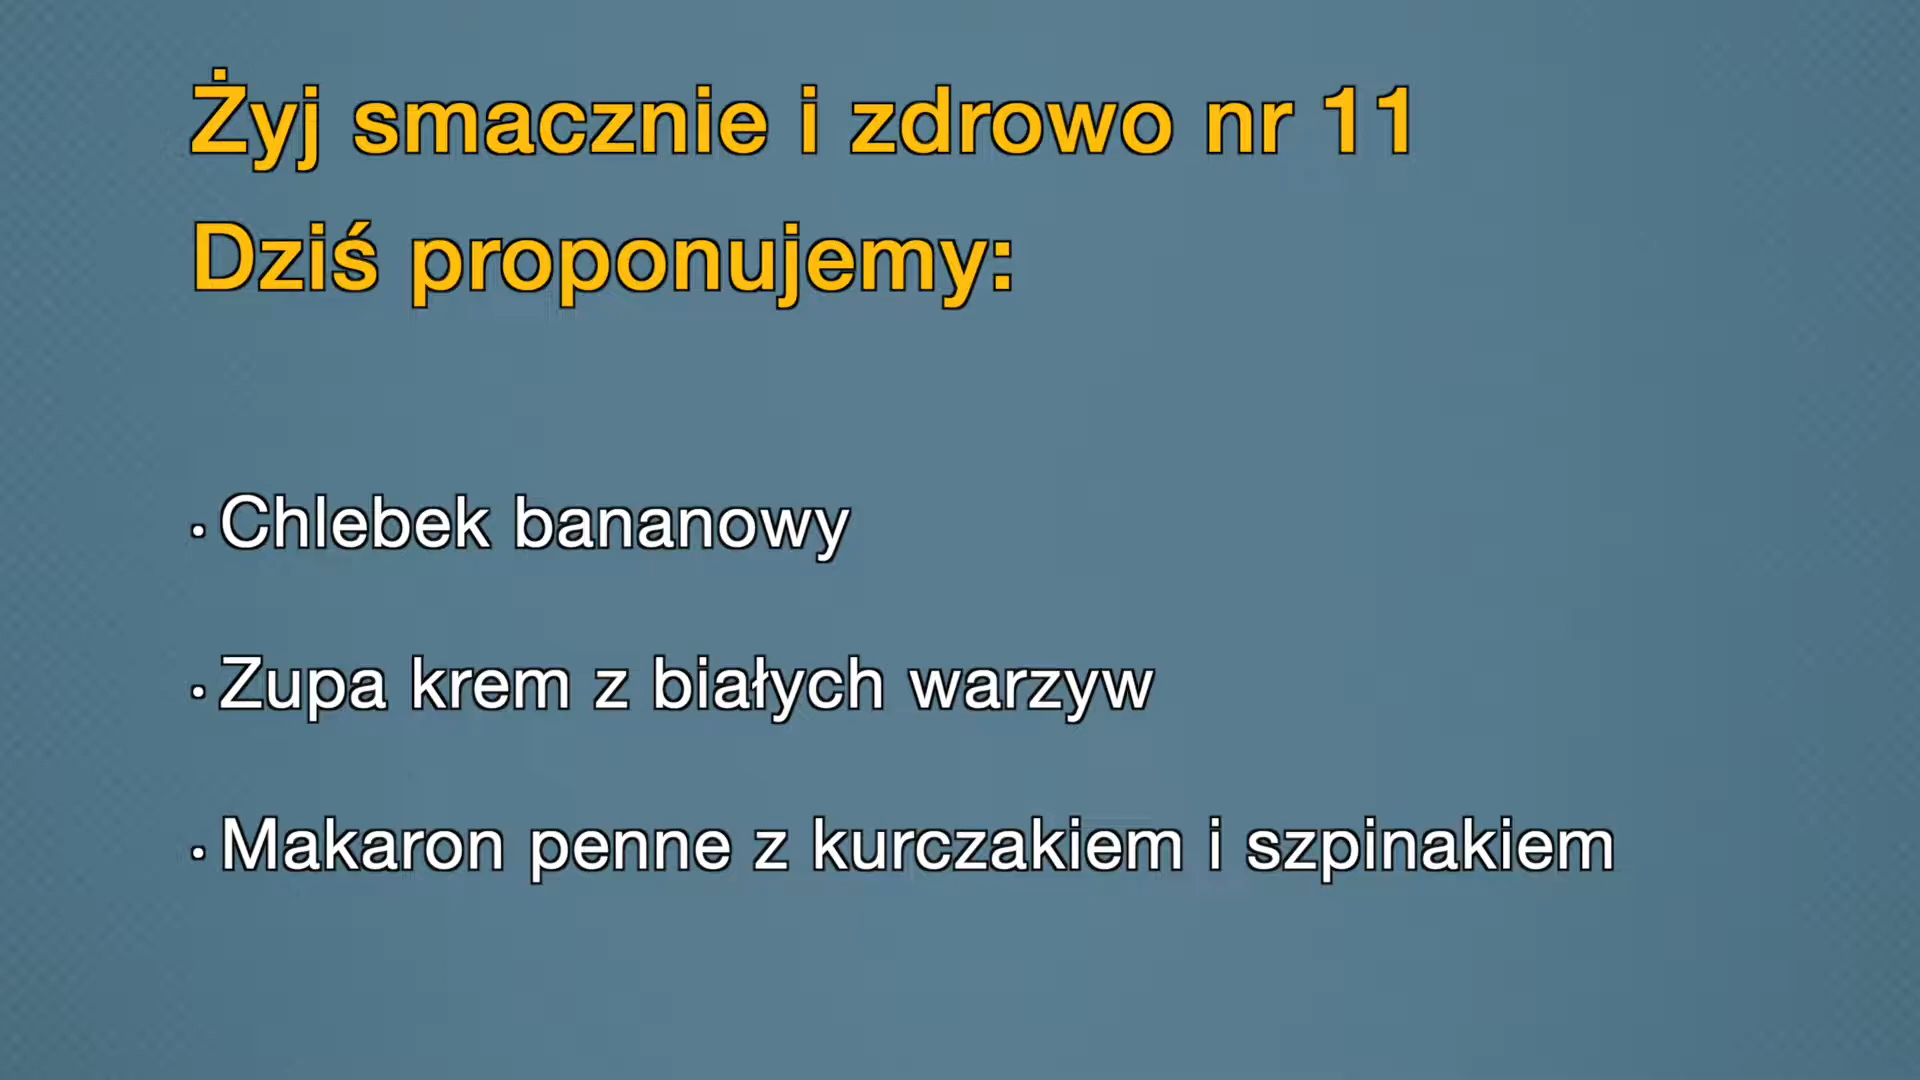 Żyj smacznie i zdrowo nr 11
Dziś proponujemy:
• Chlebek bananowy
• Zupa krem z białych warzyw
• Makaron penne z kurczakiem i szpinakiem